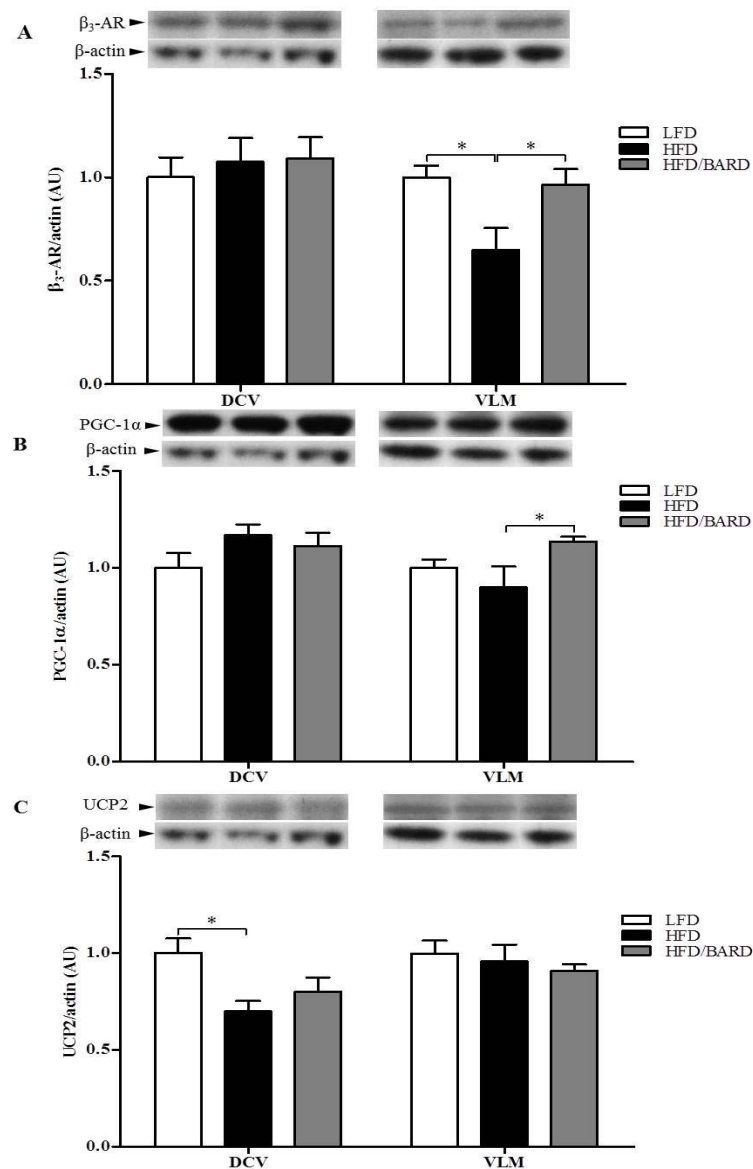 A
β₃-AR
β-actin
β₃-AR/actin (AU)
1.5
1.0
0.5
0.0
*
*
DCV
VLM
LFD
HFD
HFD/BARD
B
PGC-1α
β-actin
PGC-1α/actin (AU)
1.5
1.0
0.5
0.0
*
DCV
VLM
LFD
HFD
HFD/BARD
C
UCP2
β-actin
UCP2/actin (AU)
1.5
1.0
0.5
0.0
*
DCV
VLM
LFD
HFD
HFD/BARD